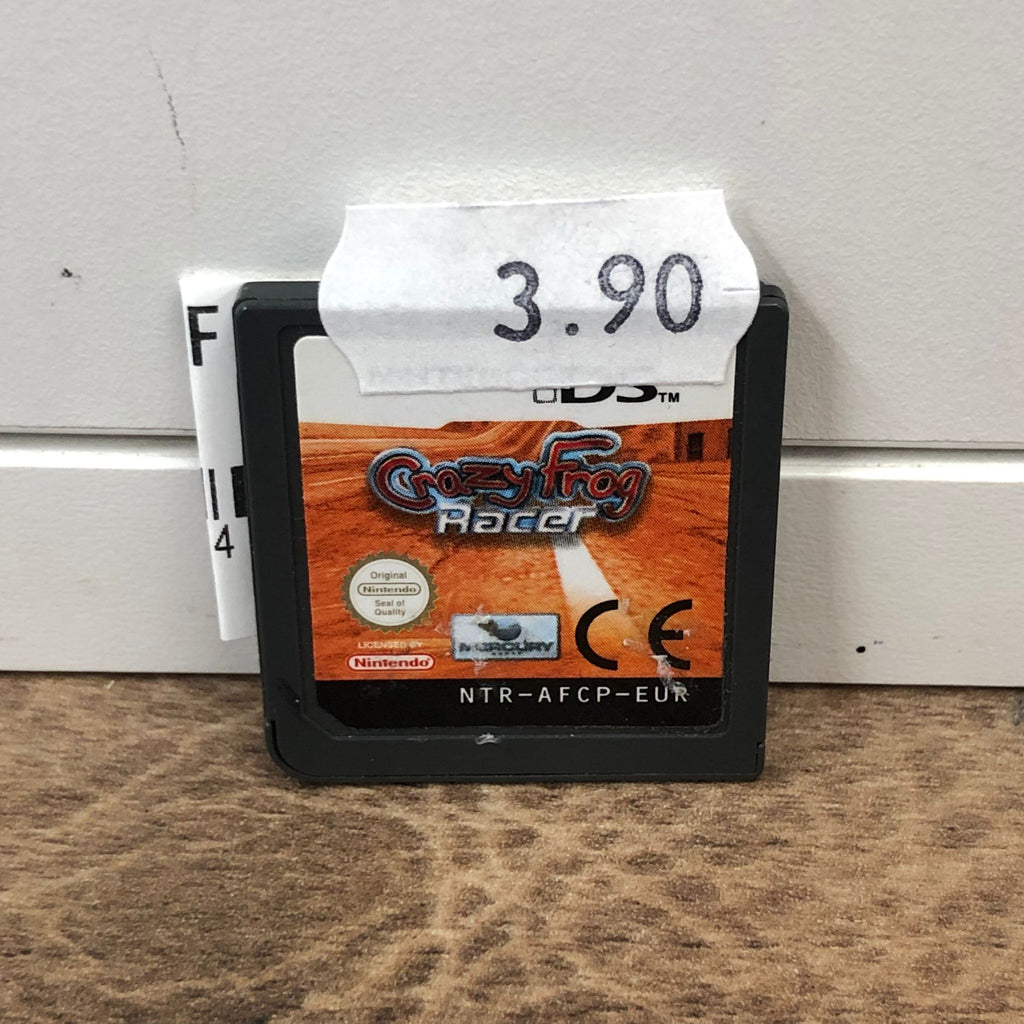 3.90
F
DS™
Crazy Frog
Racer
4
Original
Nintendo
Seal of
Quality
LICENSED BY
Nintendo
MERCURY
CE
NTR-AFCP-EUR